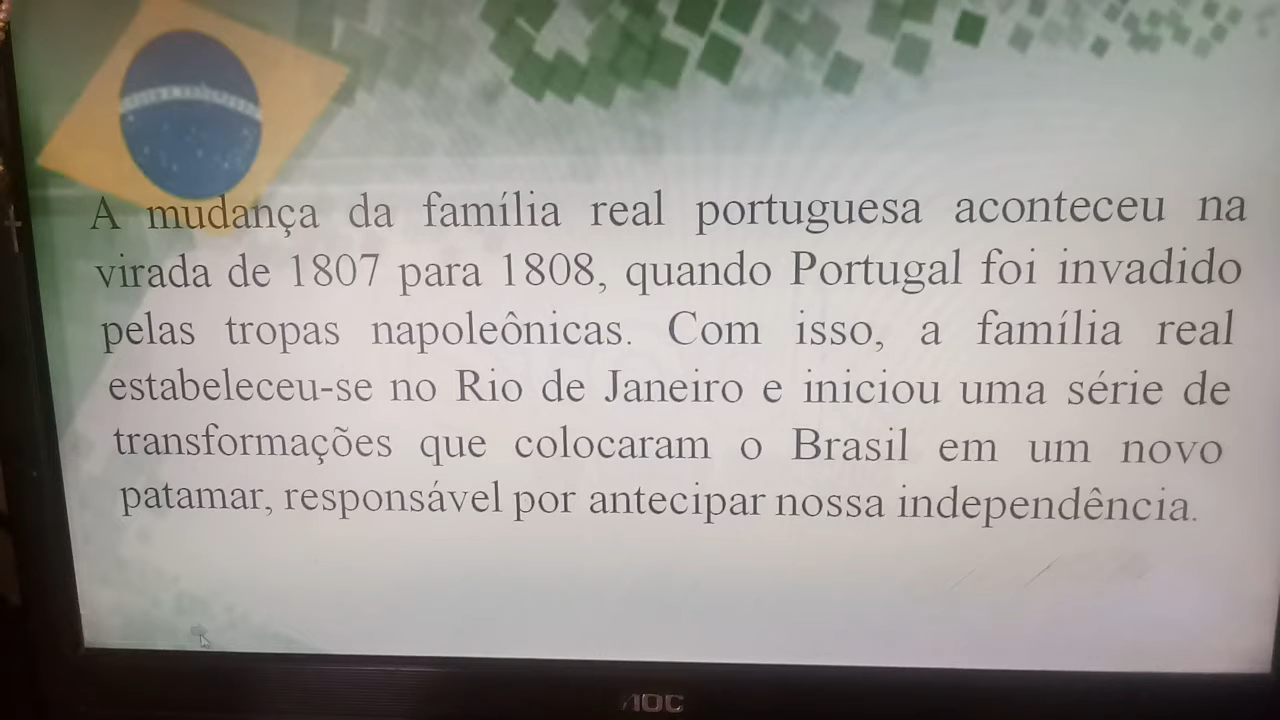 A mudança da família real portuguesa aconteceu na
virada de 1807 para 1808, quando Portugal foi invadido
pelas tropas napoleônicas. Com isso, a família real
estabeleceu-se no Rio de Janeiro e iniciou uma série de
transformações que colocaram o Brasil em um novo
patamar, responsável por antecipar nossa independência.
AOC